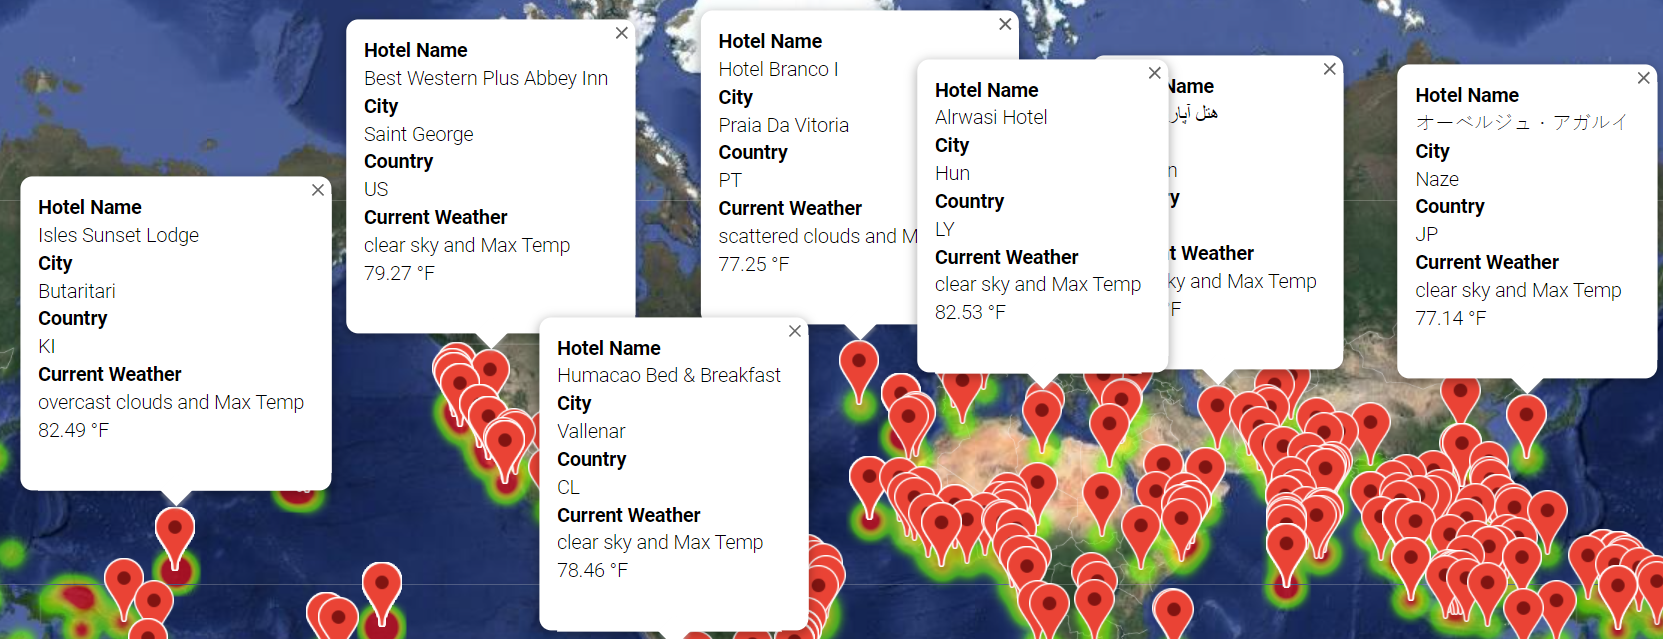 Hotel Name
Isles Sunset Lodge
City
Butaritari
Country
KI
Current Weather
overcast clouds and Max Temp
82.49 °F
Hotel Name
Best Western Plus Abbey Inn
City
Saint George
Country
US
Current Weather
clear sky and Max Temp
79.27 °F
Hotel Name
Humacao Bed & Breakfast
City
Vallenar
Country
CL
Current Weather
clear sky and Max Temp
78.46 °F
Hotel Name
Hotel Branco I
City
Praia Da Vitoria
Country
PT
Current Weather
scattered clouds and
77.25 °F
Hotel Name
Alrwasi Hotel
City
Hun
Country
LY
Current Weather
clear sky and Max Temp
82.53 °F
Name
هتل
Weather
and Max Temp
°F
Hotel Name
オーベルジュ・アガルイ
City
Naze
Country
JP
Current Weather
clear sky and Max Temp
77.14 °F